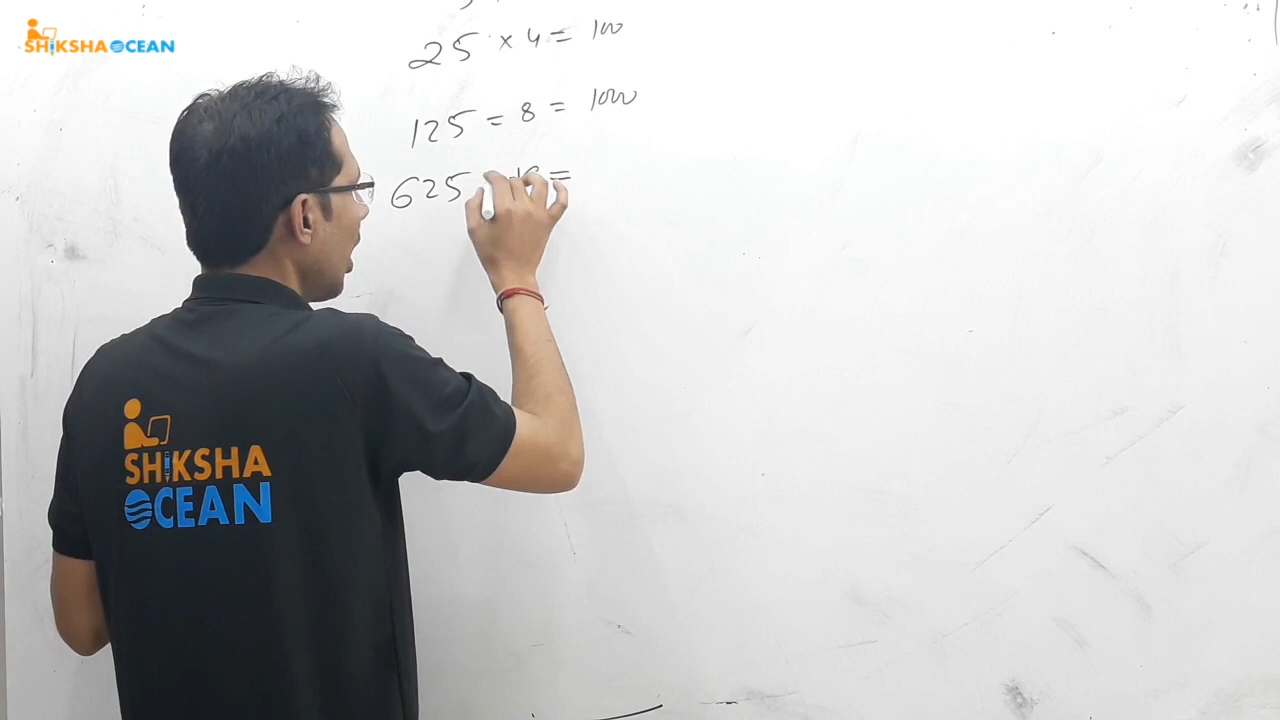 SHiKSHA OCEAN
25 × 4 = 100
125 = 8 = 1000
625 =
SHiKSHA
OCEAN